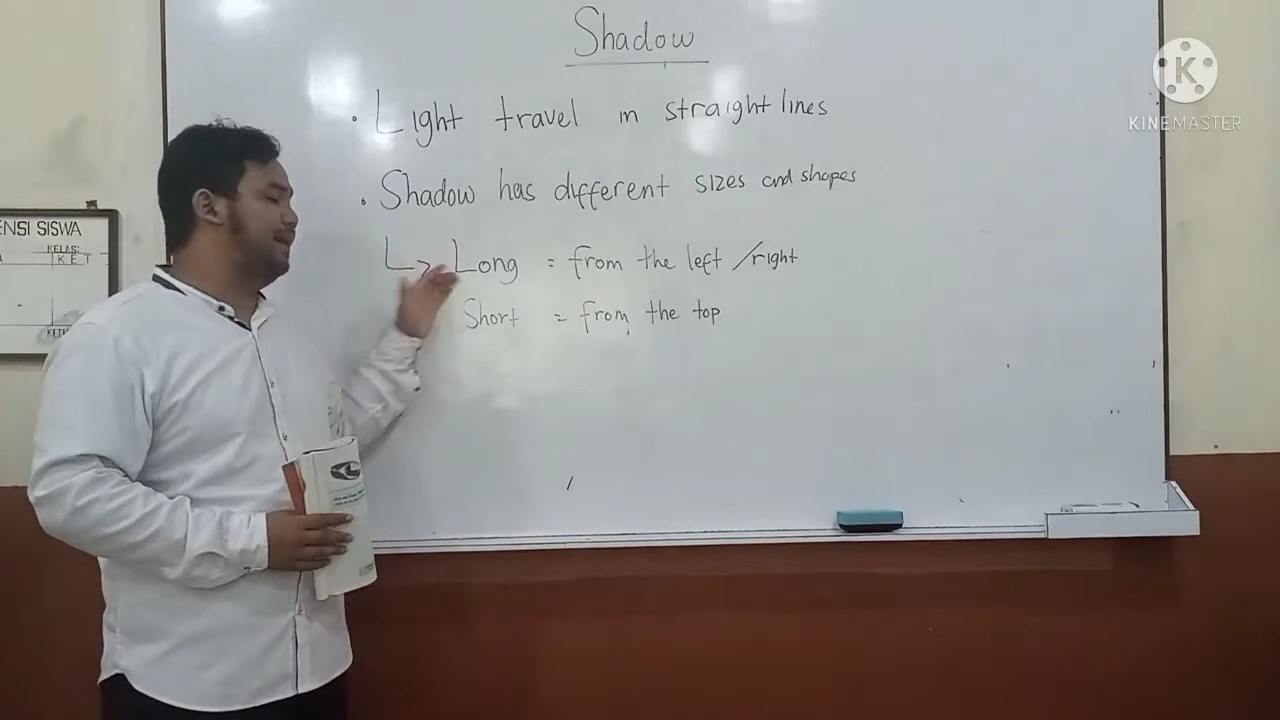 Shadow
• Light travel in straight lines
• Shadow has different sizes and shapes
↳ Long = from the left/right
Short = from the top
ENSI SISWA
KELAS:
KET
K
KINEMASTER